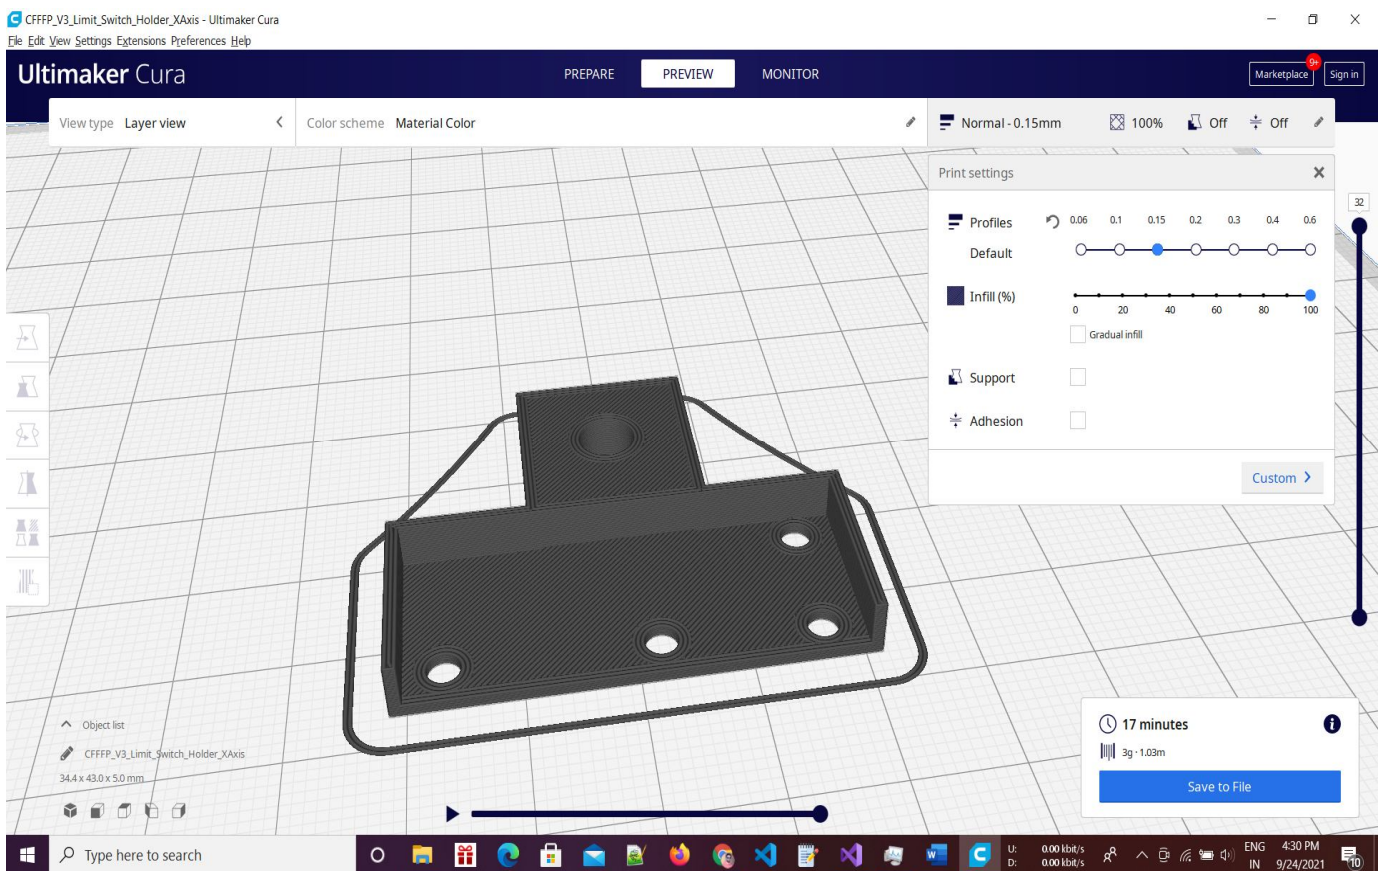 CFFFP_V3_Limit_Switch_Holder_XAxis - Ultimaker Cura
File Edit View Settings Extensions Preferences Help
Ultimaker Cura
PREPARE PREVIEW MONITOR
Marketplace 9+ Sign in
View type Layer view
Color scheme Material Color
Normal - 0.15mm 100% Off Off
Print settings
32
Profiles 0.06 0.1 0.15 0.2 0.3 0.4 0.6
Default
Infill (%)
0 20 40 60 80 100
Gradual infill
Support
Adhesion
Custom
Object list
CFFFP_V3_Limit_Switch_Holder_XAxis
34.4 x 43.0 x 5.0 mm
17 minutes
3g · 1.03m
Save to File
Type here to search
U: 0.00 kbit/s
D: 0.00 kbit/s
ENG 4:30 PM
IN 9/24/2021
10